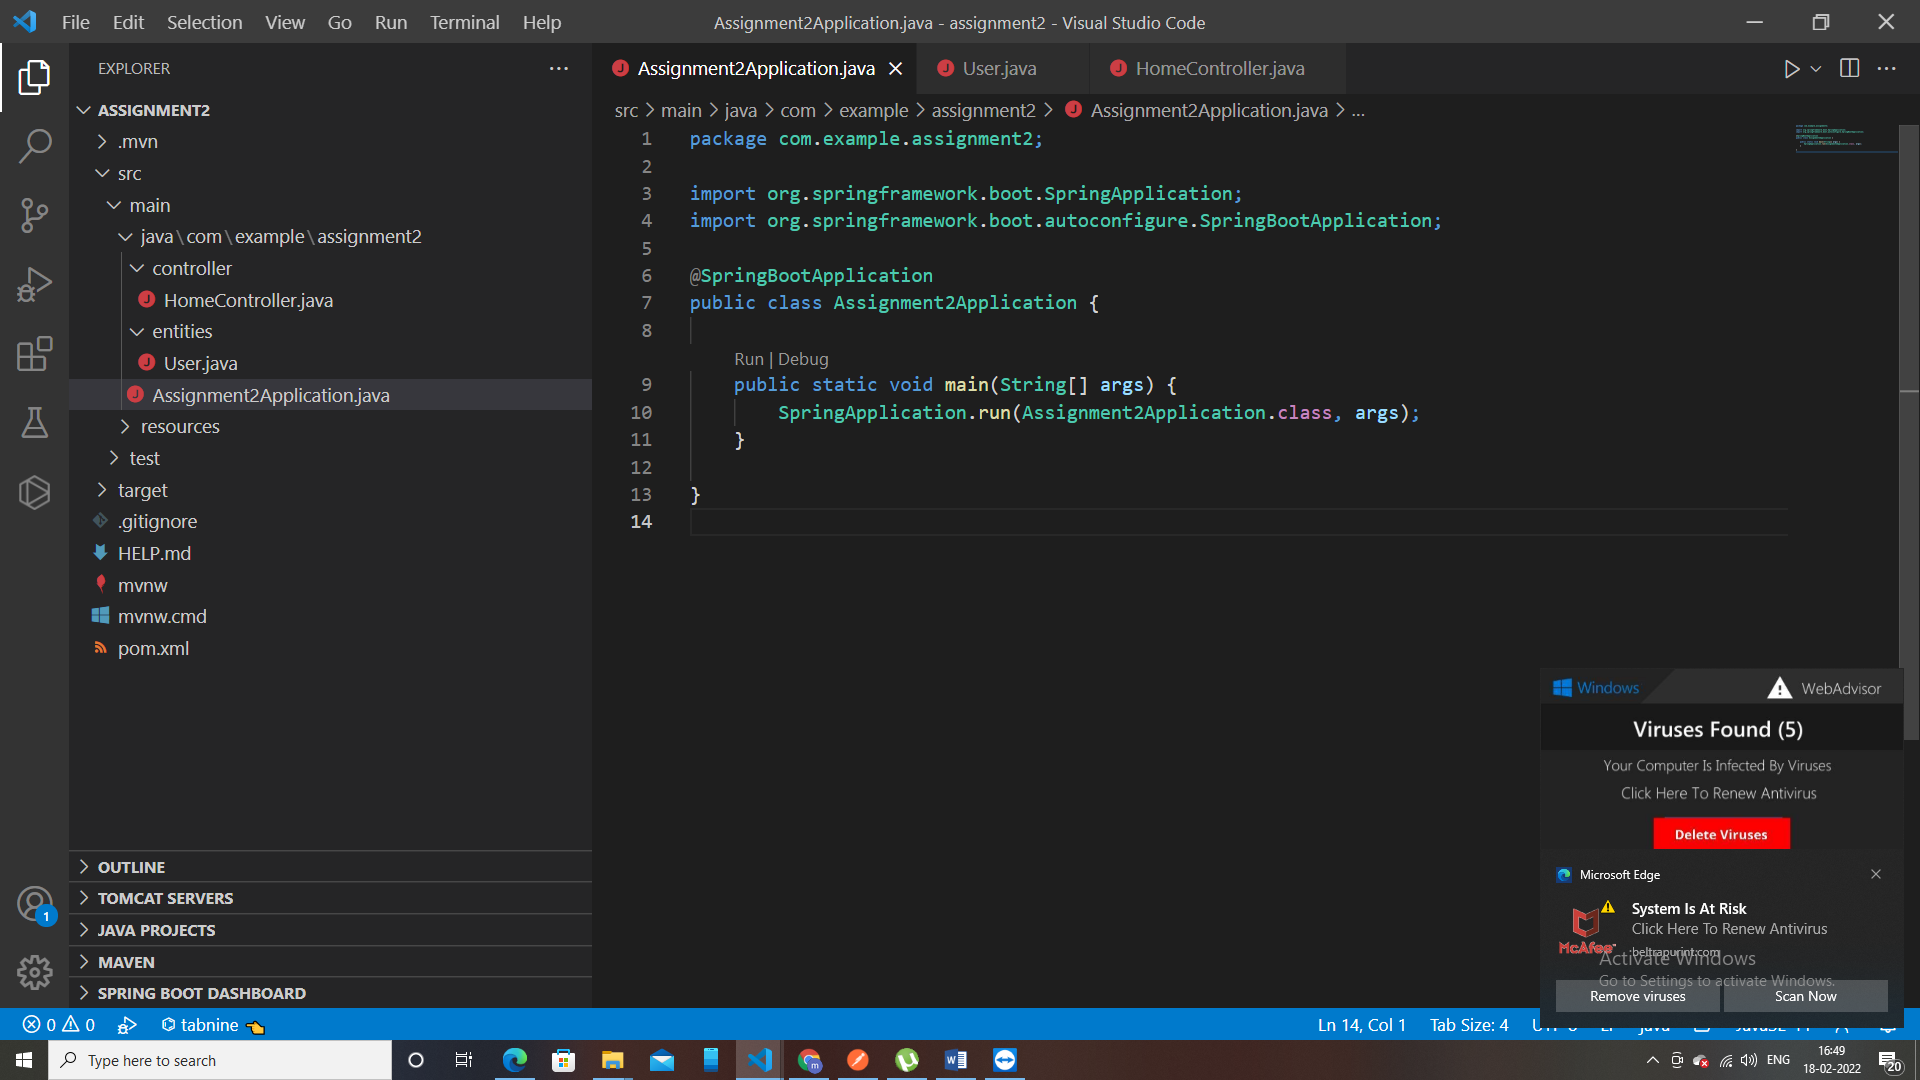 File Edit Selection View Go Run Terminal Help
Assignment2Application.java - assignment2 - Visual Studio Code
EXPLORER
ASSIGNMENT2
.mvn
src
main
java\com\example\assignment2
controller
HomeController.java
entities
User.java
Assignment2Application.java
resources
test
target
.gitignore
HELP.md
mvnw
mvnw.cmd
pom.xml
OUTLINE
TOMCAT SERVERS
JAVA PROJECTS
MAVEN
SPRING BOOT DASHBOARD
1
Assignment2Application.java User.java HomeController.java
src > main > java > com > example > assignment2 > Assignment2Application.java > ...
1 package com.example.assignment2;
2
3 import org.springframework.boot.SpringApplication;
4 import org.springframework.boot.autoconfigure.SpringBootApplication;
5
6 @SpringBootApplication
7 public class Assignment2Application {
8
Run | Debug
9 public static void main(String[] args) {
10 SpringApplication.run(Assignment2Application.class, args);
11 }
12
13 }
14
Windows WebAdvisor
Viruses Found (5)
Your Computer Is Infected By Viruses
Click Here To Renew Antivirus
Delete Viruses
Microsoft Edge
System Is At Risk
Click Here To Renew Antivirus
McAfee
beltrapurint.com
Activate Windows
Go to Settings to activate Windows.
Remove viruses Scan Now
0 0 tabnine
Ln 14, Col 1 Tab Size: 4
Type here to search
ENG
16:49
18-02-2022
20